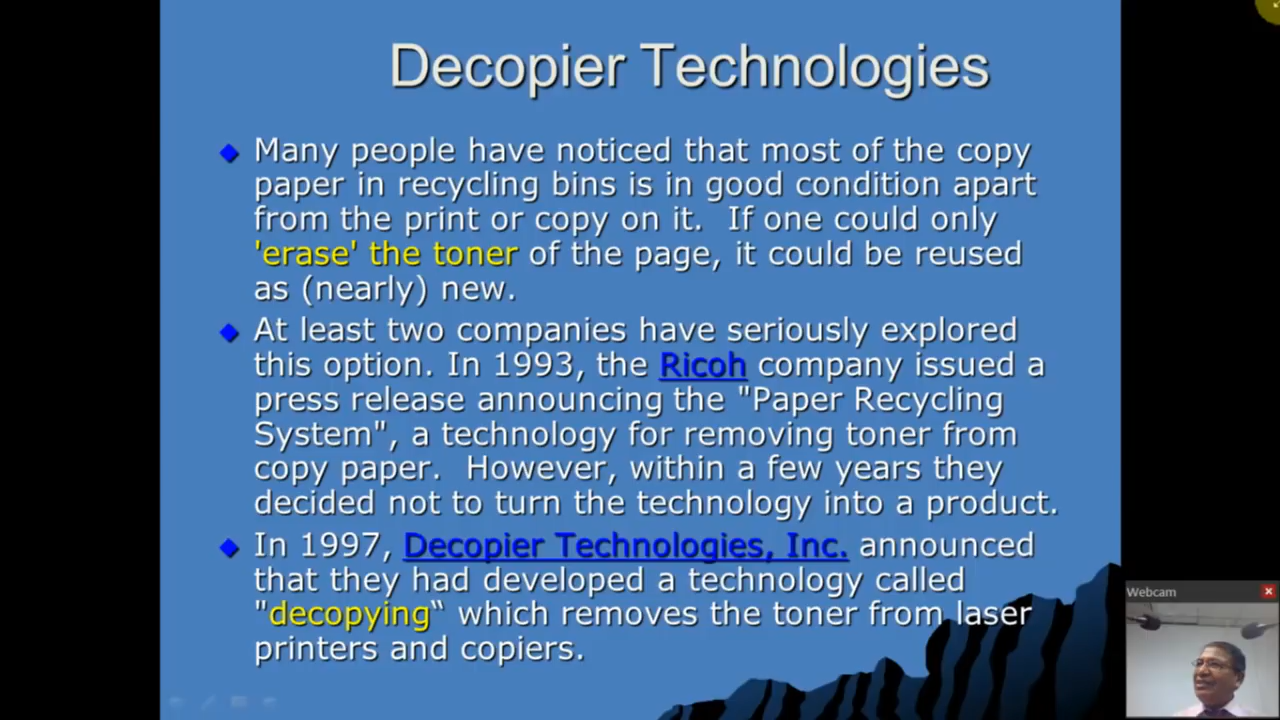 Decopier Technologies
Many people have noticed that most of the copy
paper in recycling bins is in good condition apart
from the print or copy on it.  If one could only
'erase' the toner of the page, it could be reused
as (nearly) new.
At least two companies have seriously explored
this option. In 1993, the Ricoh company issued a
press release announcing the "Paper Recycling
System", a technology for removing toner from
copy paper.  However, within a few years they
decided not to turn the technology into a product.
In 1997, Decopier Technologies, Inc. announced
that they had developed a technology called
"decopying“ which removes the toner from laser
printers and copiers.
Webcam